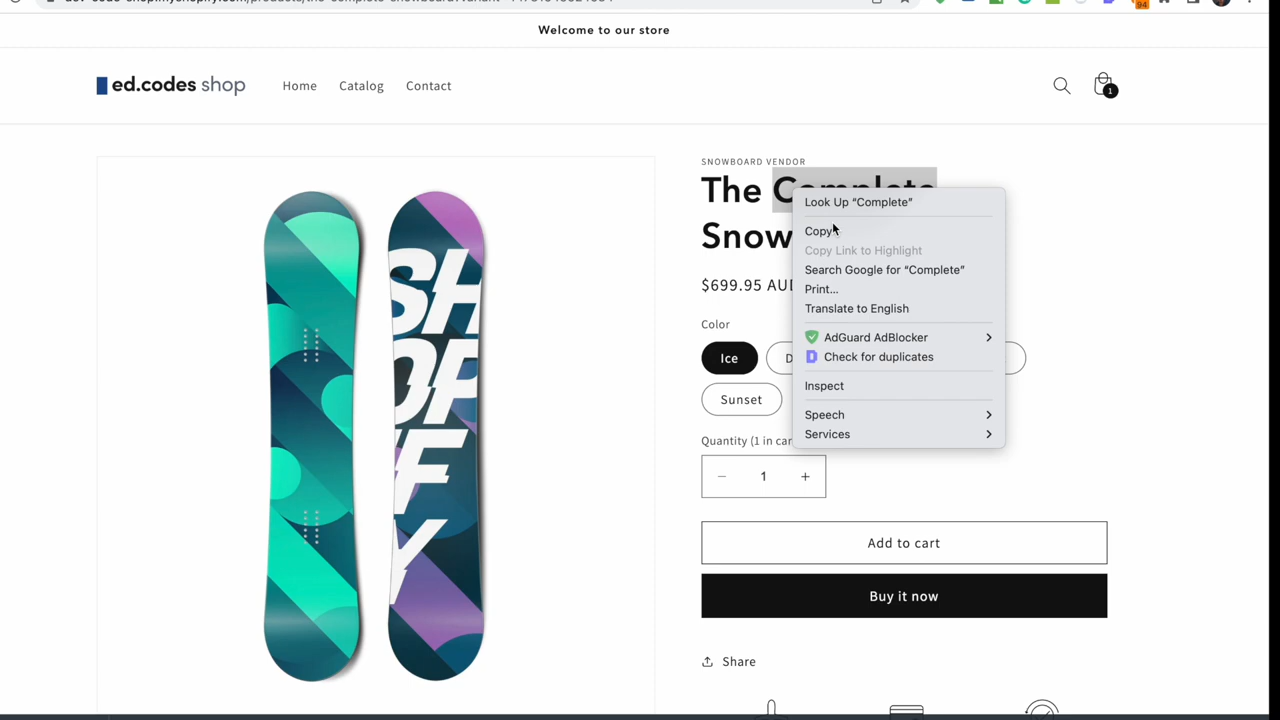 Welcome to our store
ed.codes shop
Home
Catalog
Contact
1
94
SNOWBOARD VENDOR
The Complete
Snow
$699.95 AU
Color
Ice
D
Sunset
Quantity (1 in car
− 1 +
Add to cart
Buy it now
Share
Look Up “Complete”
Copy
Copy Link to Highlight
Search Google for “Complete”
Print...
Translate to English
AdGuard AdBlocker
Check for duplicates
Inspect
Speech
Services
SHOPIFY